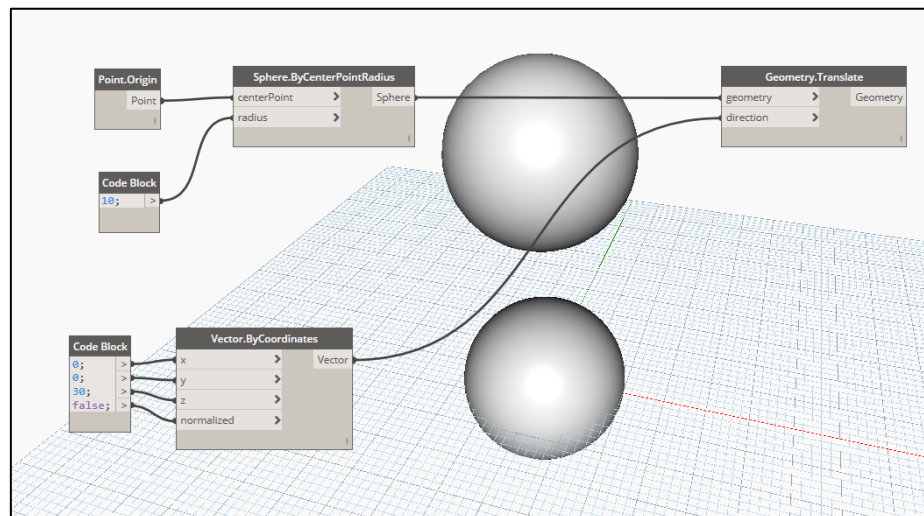 Point.Origin
Point >
l
Sphere.ByCenterPointRadius
centerPoint > Sphere
radius >
l
Geometry.Translate
geometry > Geometry
direction >
l
Code Block
10; >
Code Block
0; >
0; >
30; >
false; >
Vector.ByCoordinates
x > Vector
y >
z >
normalized >
l